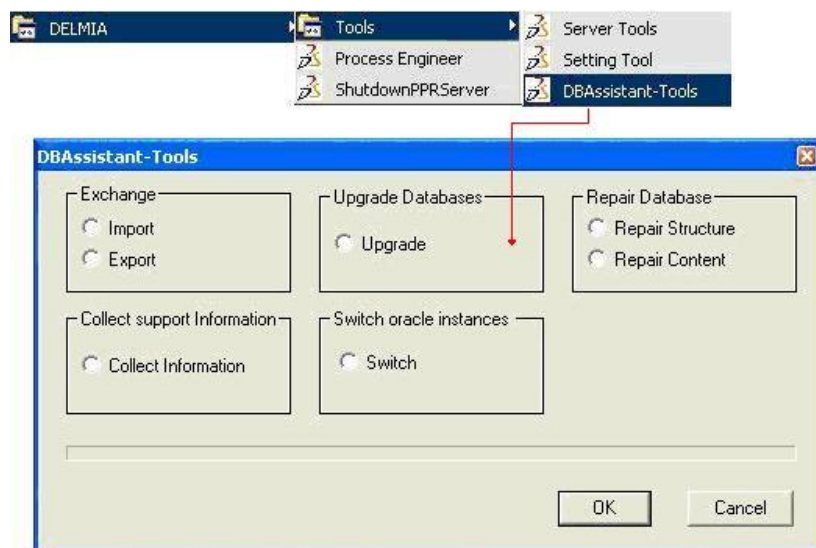 DELMIA
Tools
Server Tools
Process Engineer
Setting Tool
ShutdownPPRServer
DBAssistant-Tools
DBAssistant-Tools
Exchange
Import
Export
Upgrade Databases
Upgrade
Repair Database
Repair Structure
Repair Content
Collect support Information
Collect Information
Switch oracle instances
Switch
OK
Cancel